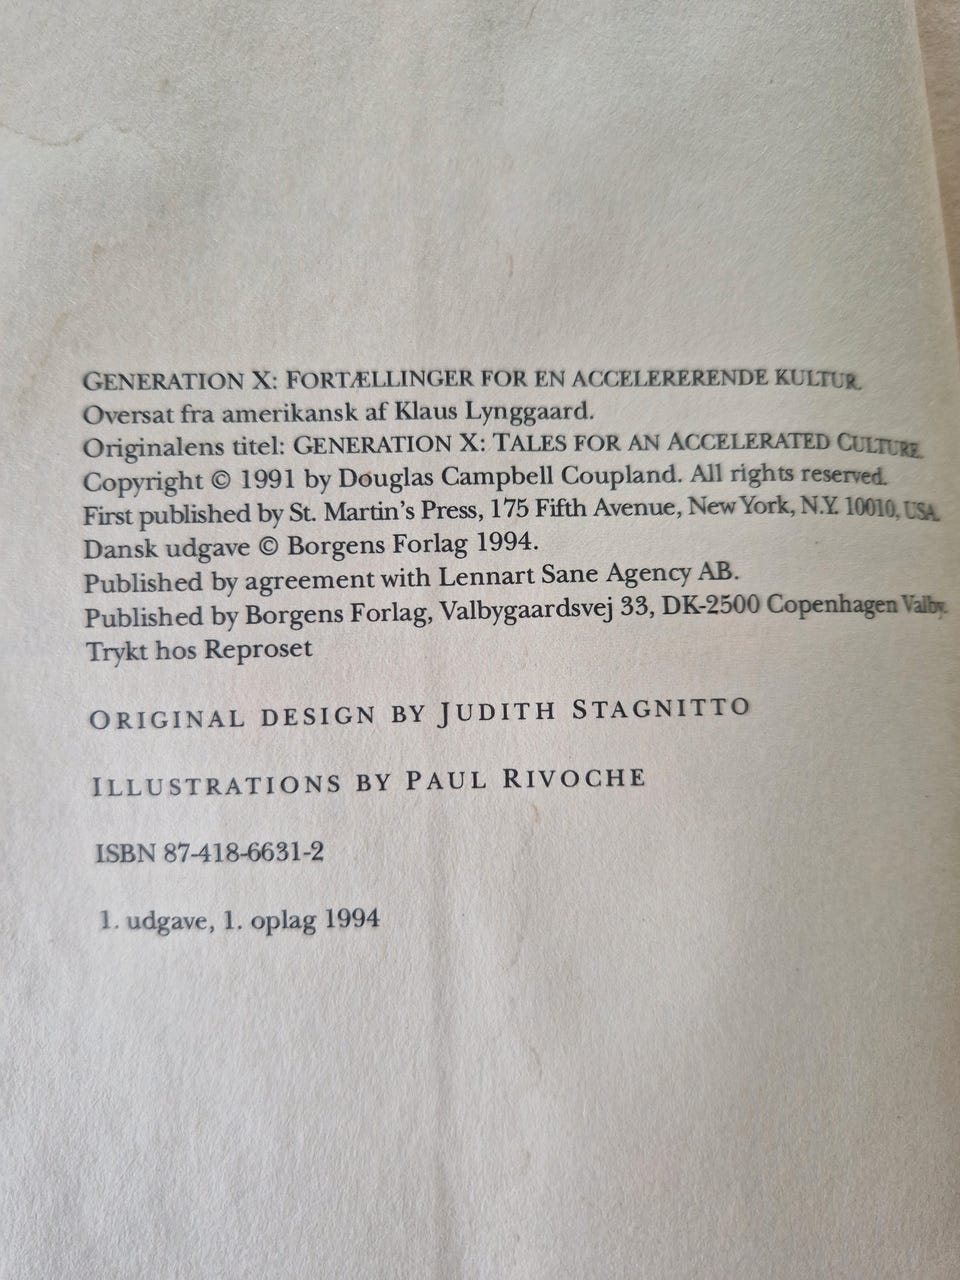 GENERATION X: FORTÆLLINGER FOR EN ACCELERERENDE KULTUR.
Oversat fra amerikansk af Klaus Lynggaard.
Originalens titel: GENERATION X: TALES FOR AN ACCELERATED CULTURE.
Copyright © 1991 by Douglas Campbell Coupland. All rights reserved.
First published by St. Martin's Press, 175 Fifth Avenue, New York, N.Y. 10010, USA.
Dansk udgave © Borgens Forlag 1994.
Published by agreement with Lennart Sane Agency AB.
Published by Borgens Forlag, Valbygaardsvej 33, DK-2500 Copenhagen Valby.
Trykt hos Reproset
ORIGINAL DESIGN BY JUDITH STAGNITTO
ILLUSTRATIONS BY PAUL RIVOCHE
ISBN 87-418-6631-2
1. udgave, 1. oplag 1994